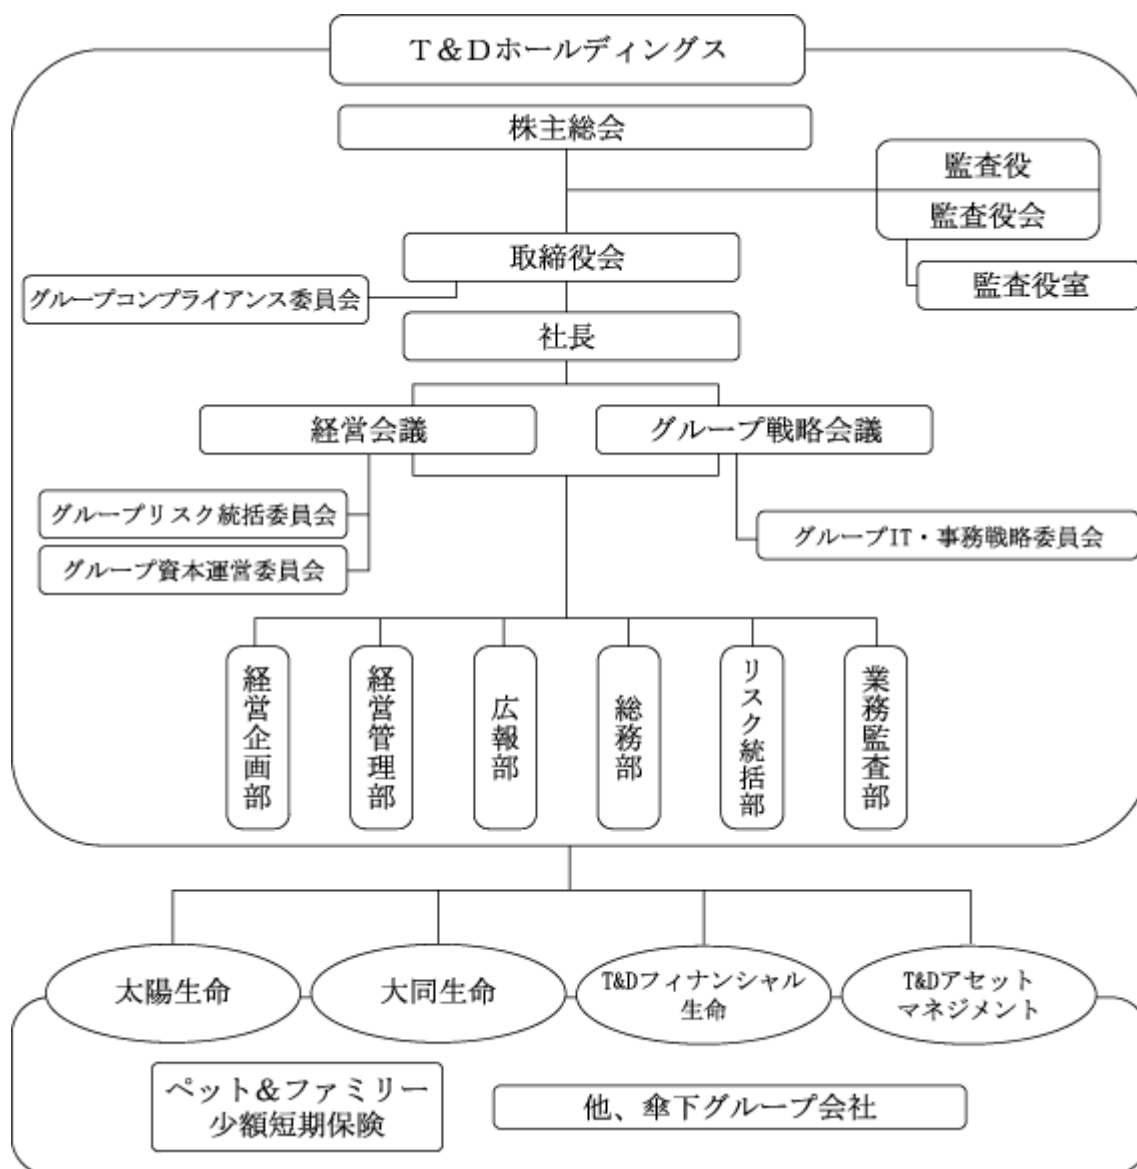 T&Dホールディングス
株主総会
監査役
監査役会
取締役会
監査役室
グループコンプライアンス委員会
社長
経営会議
グループ戦略会議
グループリスク統括委員会
グループIT・事務戦略委員会
グループ資本運営委員会
経営企画部
経営管理部
広報部
総務部
リスク統括部
業務監査部
太陽生命
大同生命
T&Dフィナンシャル
生命
T&Dアセット
マネジメント
ペット&ファミリー
少額短期保険
他、傘下グループ会社